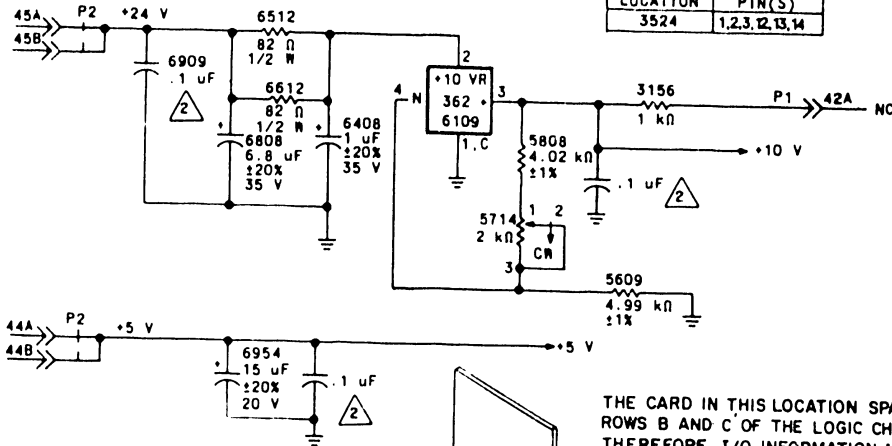 LOCATION PIN(S)
3524 1,2,3,12,13,14
45A P2 +24 V
45B
6512
82 Ω
1/2 W
6909
.1 uF
2
6612
82 Ω
1/2 W
6808
6.8 uF
±20%
35 V
6408
1 uF
±20%
35 V
2
+10 VR
4 N 362 + 3
6109
1,C
3156
1 kΩ
P1 42A NC
5808
4.02 kΩ
±1%
+10 V
.1 uF
2
5714 1 2
2 kΩ
CW
3
5609
4.99 kΩ
±1%
44A P2 +5 V
44B
+5 V
6954
15 uF
±20%
20 V
.1 uF
2
THE CARD IN THIS LOCATION SPA
ROWS B AND C OF THE LOGIC CH
THEREFORE, I/O INFORMATION